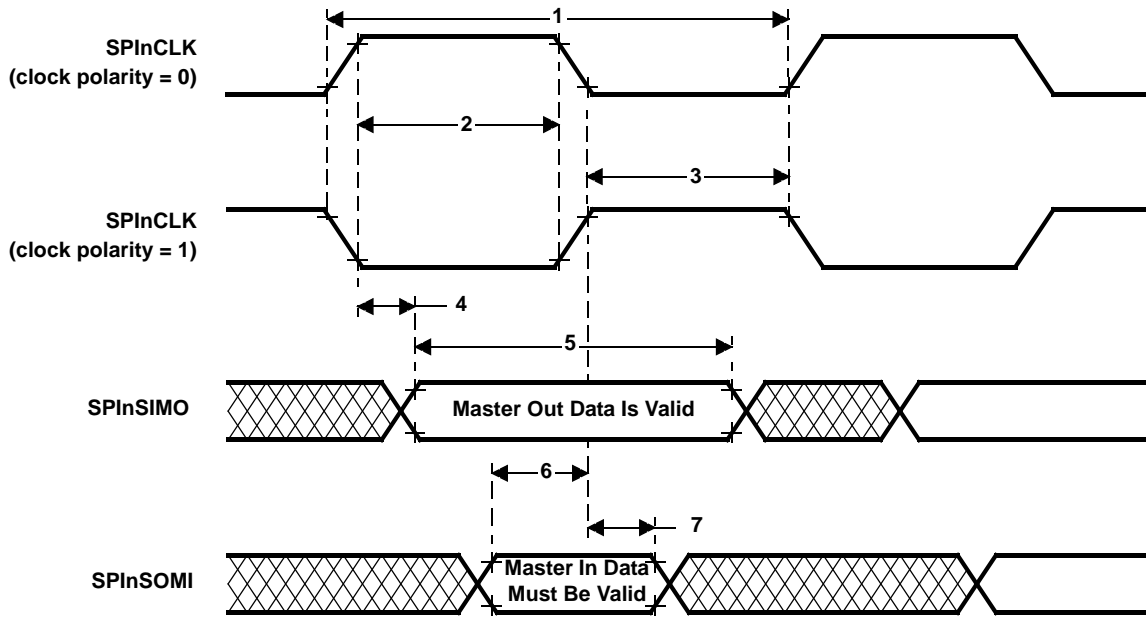 1
SPInCLK
(clock polarity = 0)
2
3
SPInCLK
(clock polarity = 1)
4
5
SPInSIMO
Master Out Data Is Valid
6
7
SPInSOMI
Master In Data
Must Be Valid